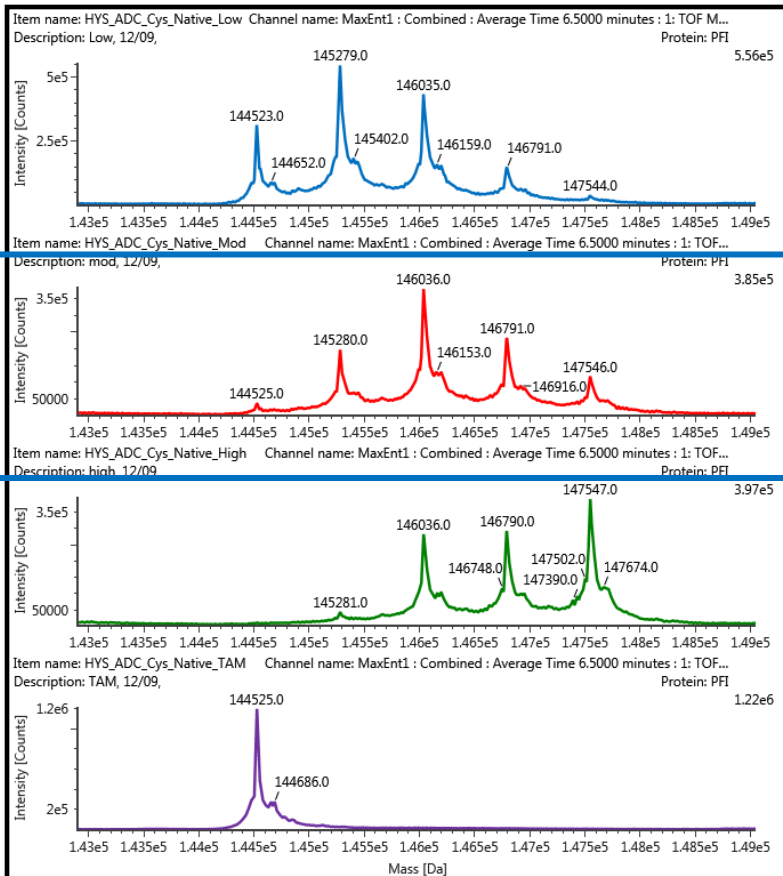 Item name: HYS_ADC_Cys_Native_Low Channel name: MaxEnt1 : Combined : Average Time 6.5000 minutes : 1: TOF M...
Description: Low, 12/09, Protein: PFI
5.56e5
145279.0
5e5
146035.0
144523.0
2.5e5
145402.0
146159.0
146791.0
144652.0
147544.0
Intensity [Counts]
1.43e5 1.435e5 1.44e5 1.445e5 1.45e5 1.455e5 1.46e5 1.465e5 1.47e5 1.475e5 1.48e5 1.485e5 1.49e5
Item name: HYS_ADC_Cys_Native_Mod Channel name: MaxEnt1 : Combined : Average Time 6.5000 minutes : 1: TOF...
Description: mod, 12/09, Protein: PFI
146036.0 3.85e5
3.5e5
146791.0
145280.0
146153.0
147546.0
146916.0
144525.0
50000
Intensity [Counts]
1.43e5 1.435e5 1.44e5 1.445e5 1.45e5 1.455e5 1.46e5 1.465e5 1.47e5 1.475e5 1.48e5 1.485e5 1.49e5
Item name: HYS_ADC_Cys_Native_High Channel name: MaxEnt1 : Combined : Average Time 6.5000 minutes : 1: TOF...
Description: high, 12/09 Protein: PFI
147547.0 3.97e5
3.5e5
146036.0 146790.0
147502.0
146748.0 147674.0
147390.0
145281.0
50000
Intensity [Counts]
1.43e5 1.435e5 1.44e5 1.445e5 1.45e5 1.455e5 1.46e5 1.465e5 1.47e5 1.475e5 1.48e5 1.485e5 1.49e5
Item name: HYS_ADC_Cys_Native_TAM Channel name: MaxEnt1 : Combined : Average Time 6.5000 minutes : 1: TOF...
Description: TAM, 12/09, Protein: PFI
144525.0 1.22e6
1.2e6
144686.0
2e5
Intensity [Counts]
1.43e5 1.435e5 1.44e5 1.445e5 1.45e5 1.455e5 1.46e5 1.465e5 1.47e5 1.475e5 1.48e5 1.485e5 1.49e5
Mass [Da]